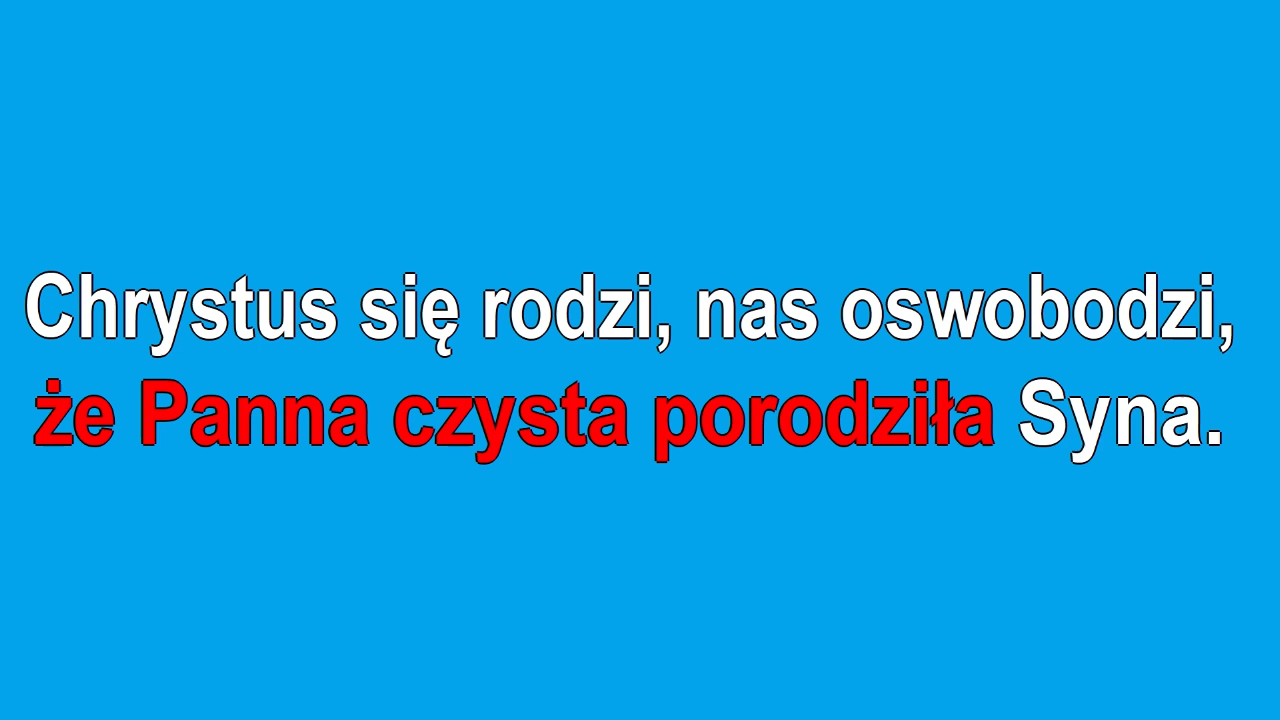 Chrystus się rodzi, nas oswobodzi,
że Panna czysta porodziła Syna.